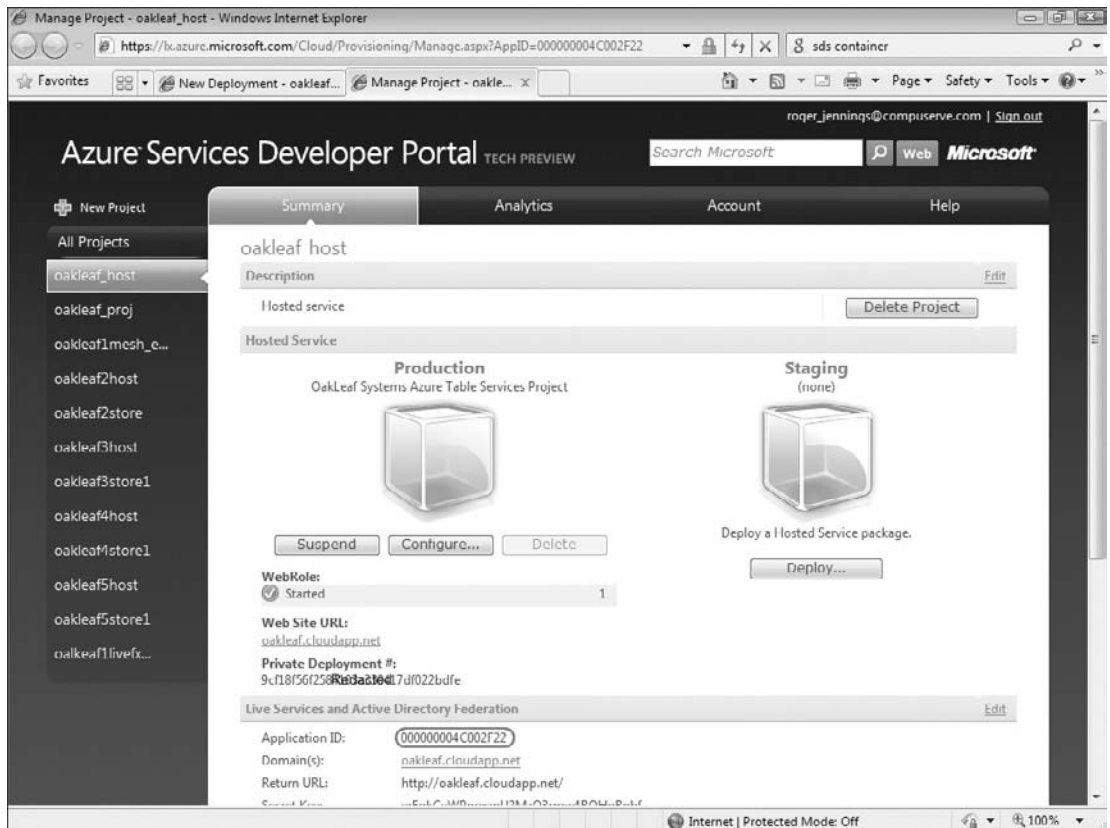 Manage Project - oakleaf_host - Windows Internet Explorer
https://lx.azure.microsoft.com/Cloud/Provisioning/Manage.aspx?AppID=000000004C002F22
sds container
Favorites
New Deployment - oakleaf...
Manage Project - oakle... x
Page
Safety
Tools
roger_jennings@compuserve.com | Sign out
Azure Services Developer Portal TECH PREVIEW
Search Microsoft
Web
Microsoft
New Project
Summary
Analytics
Account
Help
All Projects
oakleaf_host
oakleaf_proj
oakleaf1mesh_e...
oakleaf2host
oakleaf2store
oakleaf3host
oakleaf3store1
oakleaf4host
oakleaf4store1
oakleaf5host
oakleaf5store1
oalkeaf1livefx...
oakleaf host
Description
Edit
Hosted service
Delete Project
Hosted Service
Production
OakLeaf Systems Azure Table Services Project
Suspend
Configure...
Delete
WebRole:
Started 1
Web Site URL:
oakleaf.cloudapp.net
Private Deployment #:
9cf18f56f258 Redacted 17df022bdfe
Staging
(none)
Deploy a Hosted Service package.
Deploy...
Live Services and Active Directory Federation
Edit
Application ID: 000000004C002F22
Domain(s): oakleaf.cloudapp.net
Return URL: http://oakleaf.cloudapp.net/
Internet | Protected Mode: Off
100%